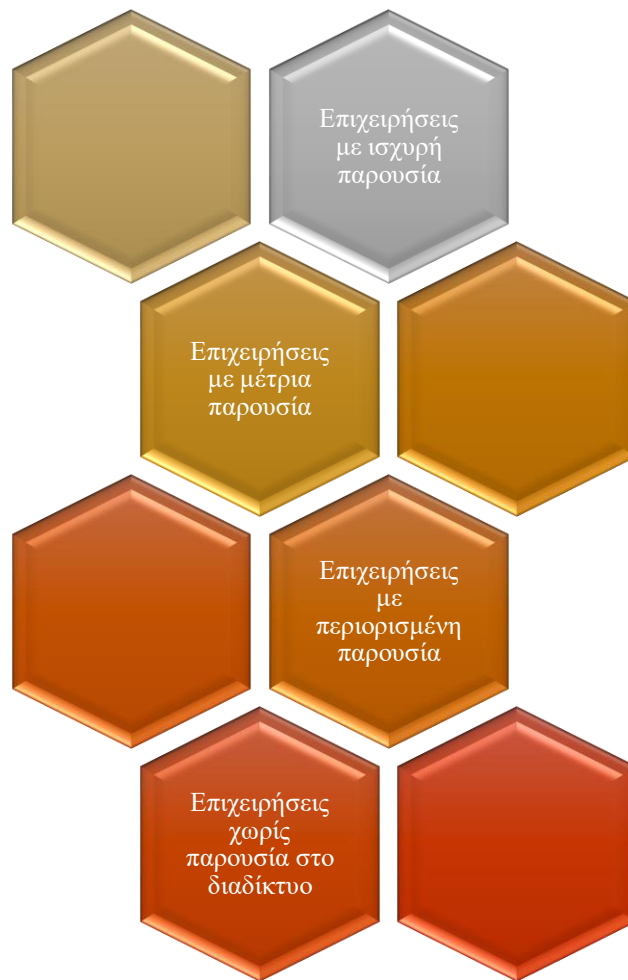 Επιχειρήσεις
με ισχυρή
παρουσία
Επιχειρήσεις
με μέτρια
παρουσία
Επιχειρήσεις
με
περιορισμένη
παρουσία
Επιχειρήσεις
χωρίς
παρουσία στο
διαδίκτυο